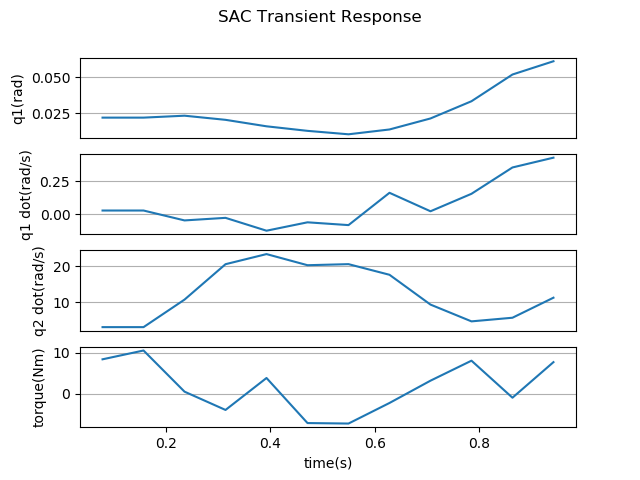 SAC Transient Response
q1(rad)
0.050
0.025
q1 dot(rad/s)
0.25
0.00
q2 dot(rad/s)
20
10
torque(Nm)
10
0
0.2 0.4 0.6 0.8
time(s)